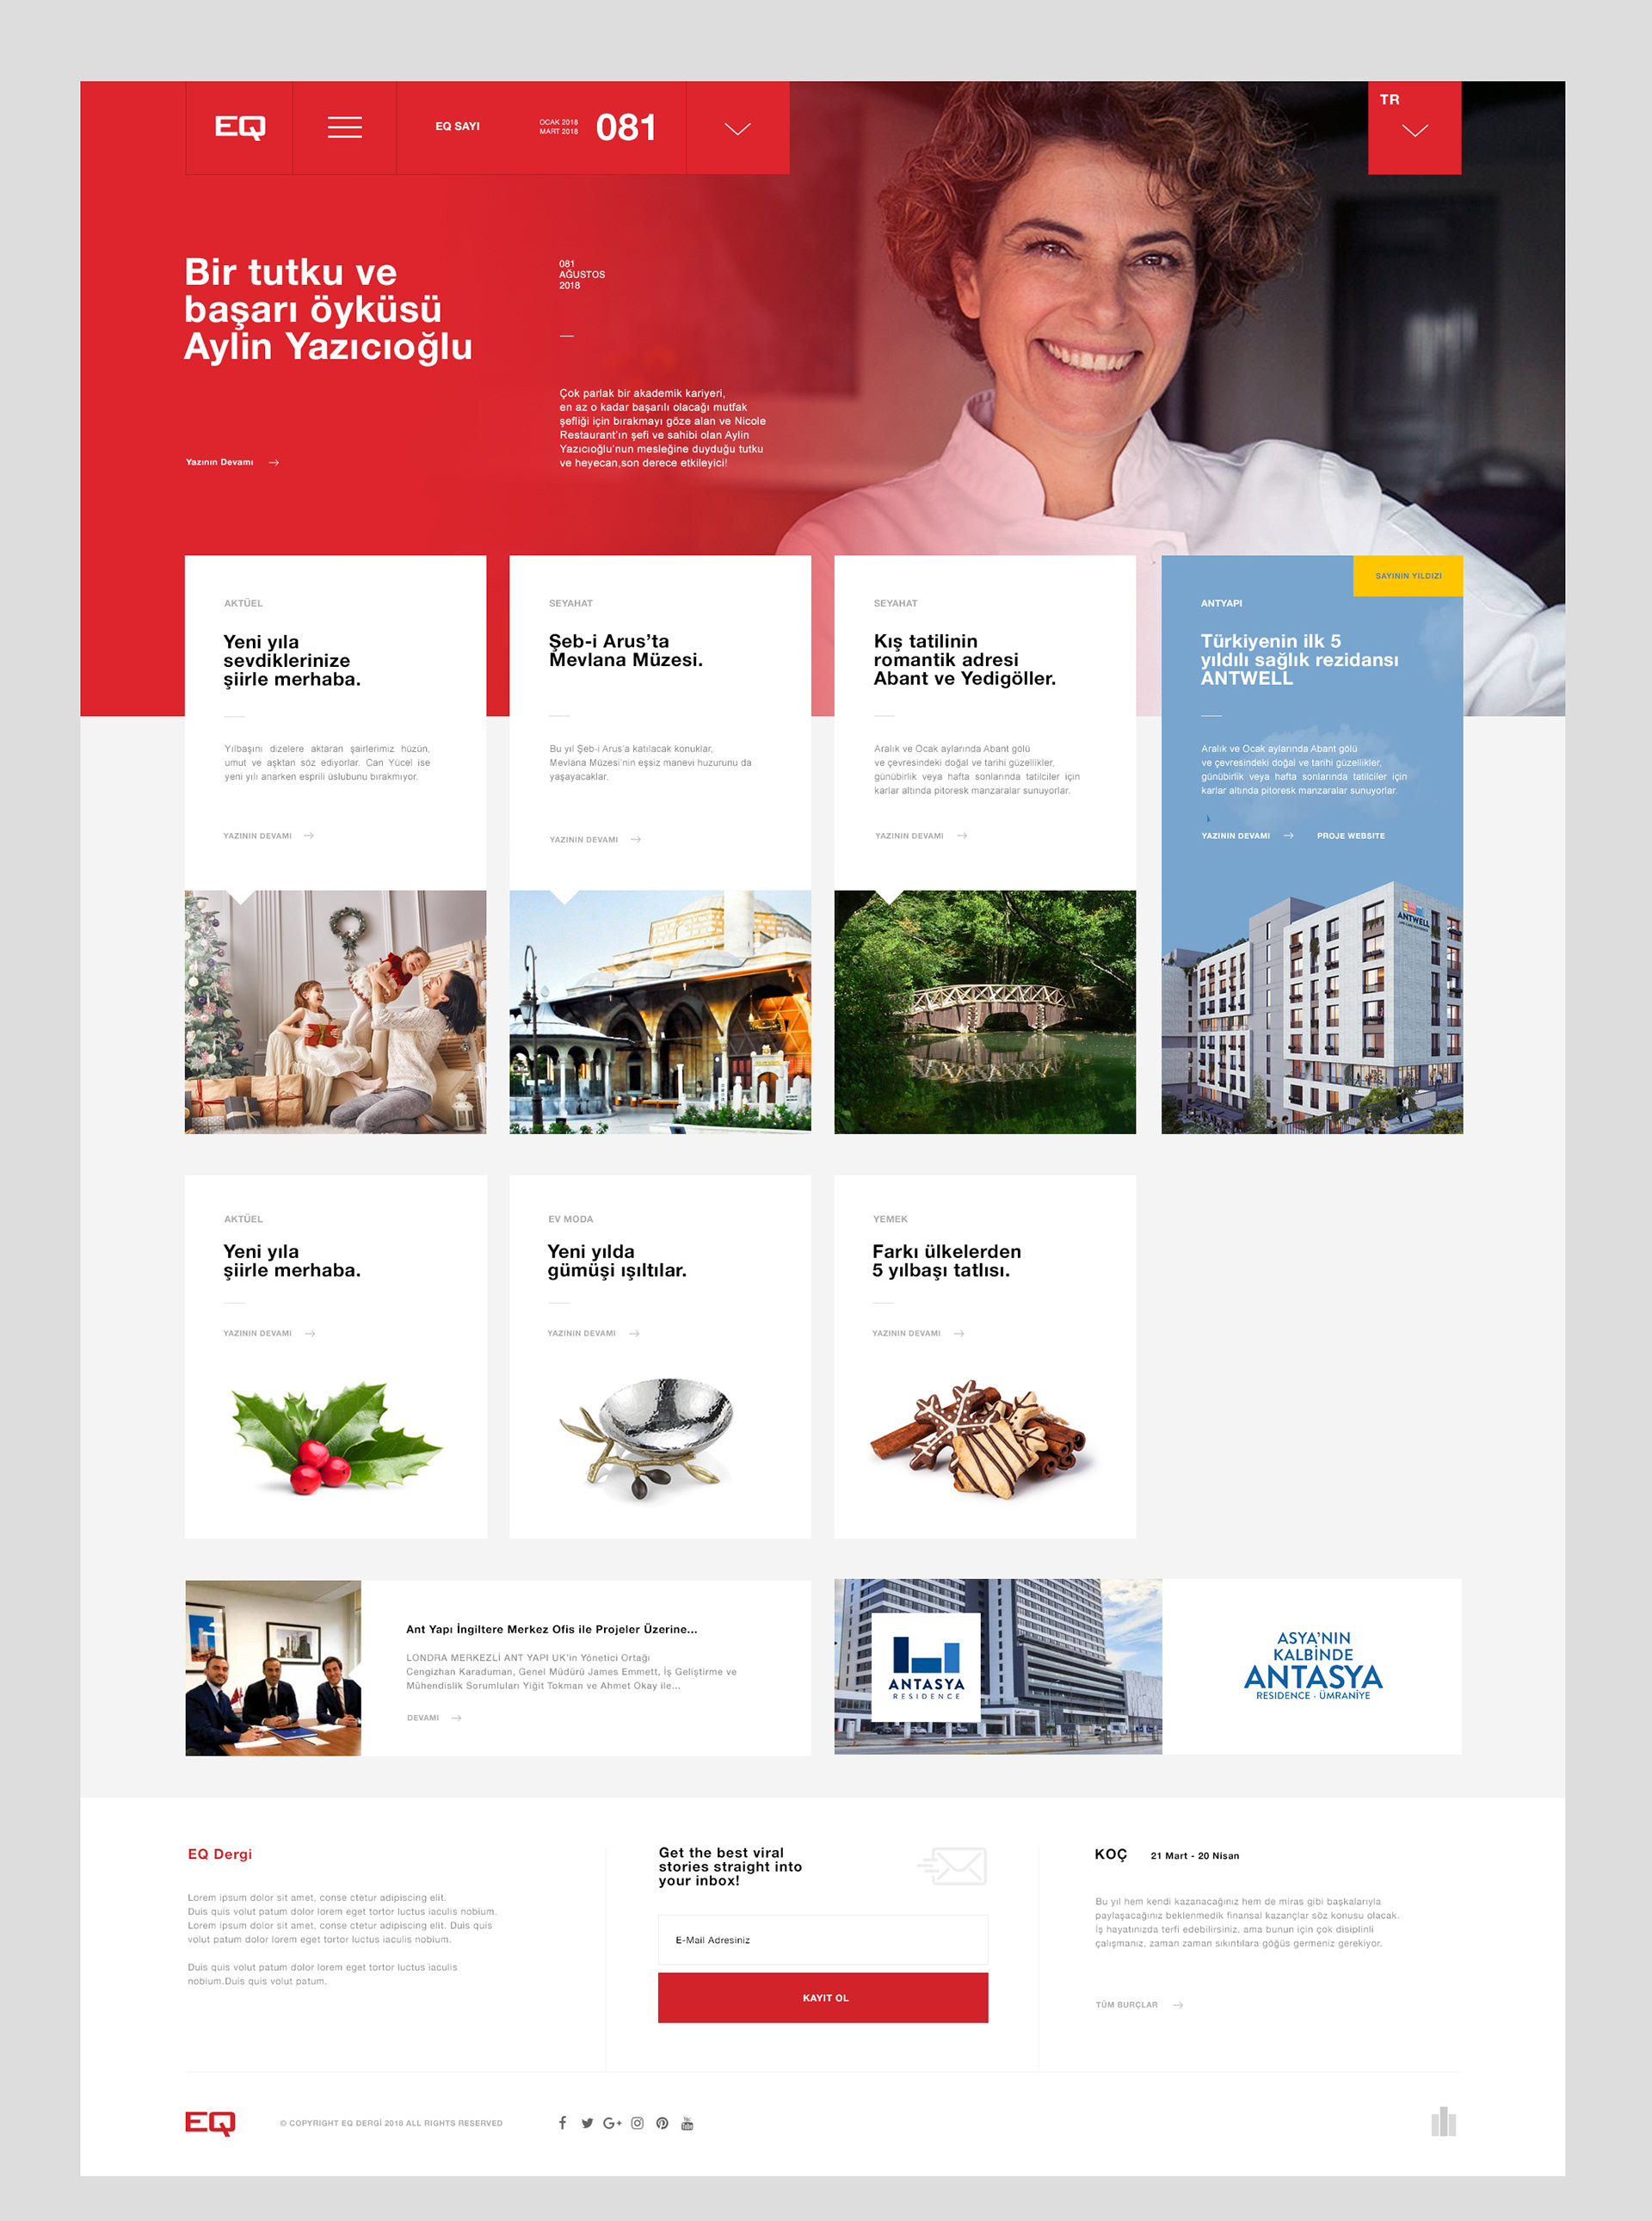 EQ
EQ SAYI
OCAK 2018
MART 2018
081
TR
Bir tutku ve
başarı öyküsü
Aylin Yazıcıoğlu
Yazının Devamı
081
AĞUSTOS
2018
Çok parlak bir akademik kariyeri,
en az o kadar başarılı olacağı mutfak
şefliği için bırakmayı göze alan ve Nicole
Restaurant'ın şefi ve sahibi olan Aylin
Yazıcıoğlu'nun mesleğine duyduğu tutku
ve heyecan,son derece etkileyici!
AKTÜEL
Yeni yıla
sevdiklerinize
şiirle merhaba.
Yılbaşını dizelere aktaran şairlerimiz hüzün,
umut ve aşktan söz ediyorlar. Can Yücel ise
yeni yılı anarken esprili üslubunu bırakmıyor.
YAZININ DEVAMI
SEYAHAT
Şeb-i Arus'ta
Mevlana Müzesi.
Bu yıl Şeb-i Arus'a katılacak konuklar,
Mevlana Müzesi'nin eşsiz manevi huzurunu da
yaşayacaklar.
YAZININ DEVAMI
SEYAHAT
Kış tatilinin
romantik adresi
Abant ve Yedigöller.
Aralık ve Ocak aylarında Abant gölü
ve çevresindeki doğal ve tarihi güzellikler,
günübirlik veya hafta sonlarında tatilciler için
karlar altında pitoresk manzaralar sunuyorlar.
YAZININ DEVAMI
SAYININ YILDIZI
ANTYAPI
Türkiyenin ilk 5
yıldılı sağlık rezidansı
ANTWELL
Aralık ve Ocak aylarında Abant gölü
ve çevresindeki doğal ve tarihi güzellikler,
günübirlik veya hafta sonlarında tatilciler için
karlar altında pitoresk manzaralar sunuyorlar.
YAZININ DEVAMI
PROJE WEBSITE
ANTWELL
AKTÜEL
Yeni yıla
şiirle merhaba.
YAZININ DEVAMI
EV MODA
Yeni yılda
gümüşi ışıltılar.
YAZININ DEVAMI
YEMEK
Farkı ülkelerden
5 yılbaşı tatlısı.
YAZININ DEVAMI
Ant Yapı İngiltere Merkez Ofis ile Projeler Üzerine...
LONDRA MERKEZLİ ANT YAPI UK'in Yönetici Ortağı
Cengizhan Karaduman, Genel Müdürü James Emmett, İş Geliştirme ve
Mühendislik Sorumluları Yiğit Tokman ve Ahmet Okay ile...
DEVAMI
ANTASYA
RESIDENCE
ASYA'NIN
KALBİNDE
ANTASYA
RESIDENCE - ÜMRANİYE
EQ Dergi
Lorem ipsum dolor sit amet, conse ctetur adipiscing elit.
Duis quis volut patum dolor lorem eget tortor luctus iaculis nobium.
Lorem ipsum dolor sit amet, conse ctetur adipiscing elit. Duis quis
volut patum dolor lorem eget tortor luctus iaculis nobium.
Duis quis volut patum dolor lorem eget tortor luctus iaculis
nobium.Duis quis volut patum.
Get the best viral
stories straight into
your inbox!
E-Mail Adresiniz
KAYIT OL
KOÇ
21 Mart - 20 Nisan
Bu yıl hem kendi kazanacağınız hem de miras gibi başkalarıyla
paylaşacağınız beklenmedik finansal kazançlar söz konusu olacak.
İş hayatınızda terfi edebilirsiniz, ama bunun için çok disiplinli
çalışmanız, zaman zaman sıkıntılara göğüs germeniz gerekiyor.
TÜM BURÇLAR
EQ
© COPYRIGHT EQ DERGİ 2018 ALL RIGHTS RESERVED